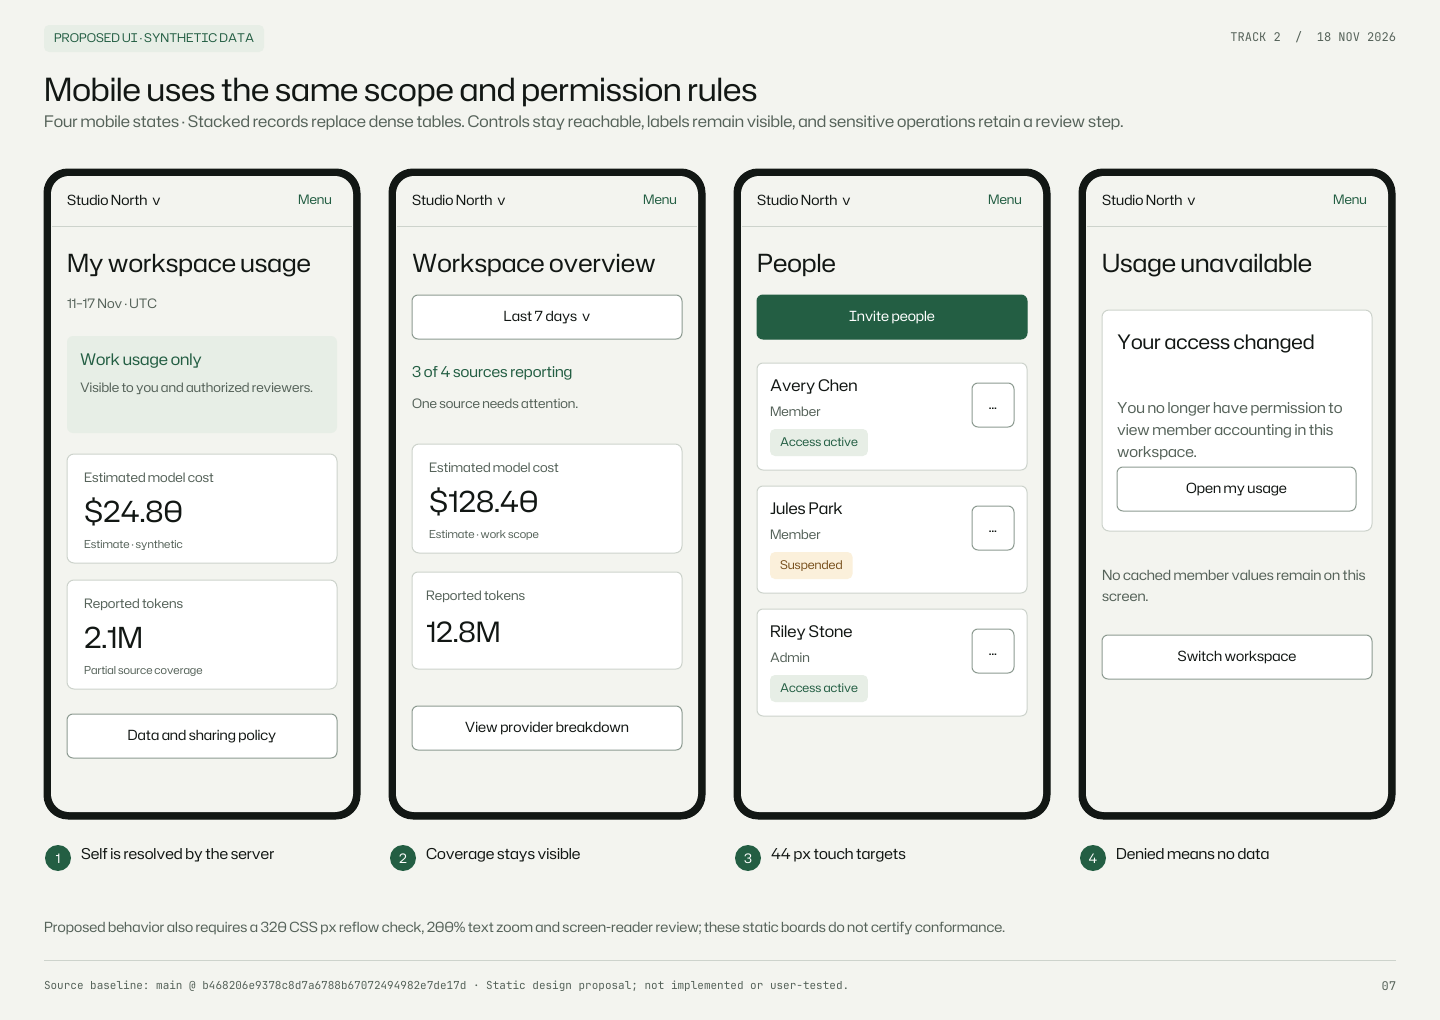 PROPOSED UI · SYNTHETIC DATA
TRACK 2 / 18 NOV 2026
Mobile uses the same scope and permission rules
Four mobile states · Stacked records replace dense tables. Controls stay reachable, labels remain visible, and sensitive operations retain a review step.
Studio North v
Menu
My workspace usage
11–17 Nov · UTC
Work usage only
Visible to you and authorized reviewers.
Estimated model cost
$24.80
Estimate · synthetic
Reported tokens
2.1M
Partial source coverage
Data and sharing policy
1 Self is resolved by the server
Studio North v
Menu
Workspace overview
Last 7 days v
3 of 4 sources reporting
One source needs attention.
Estimated model cost
$128.40
Estimate · work scope
Reported tokens
12.8M
View provider breakdown
2 Coverage stays visible
Studio North v
Menu
People
Invite people
Avery Chen
Member
Access active
...
Jules Park
Member
Suspended
...
Riley Stone
Admin
Access active
...
3 44 px touch targets
Studio North v
Menu
Usage unavailable
Your access changed
You no longer have permission to
view member accounting in this
workspace.
Open my usage
No cached member values remain on this
screen.
Switch workspace
4 Denied means no data
Proposed behavior also requires a 320 CSS px reflow check, 200% text zoom and screen-reader review; these static boards do not certify conformance.
Source baseline: main @ b468206e9378c8d7a6788b67072494982e7de17d · Static design proposal; not implemented or user-tested.
07